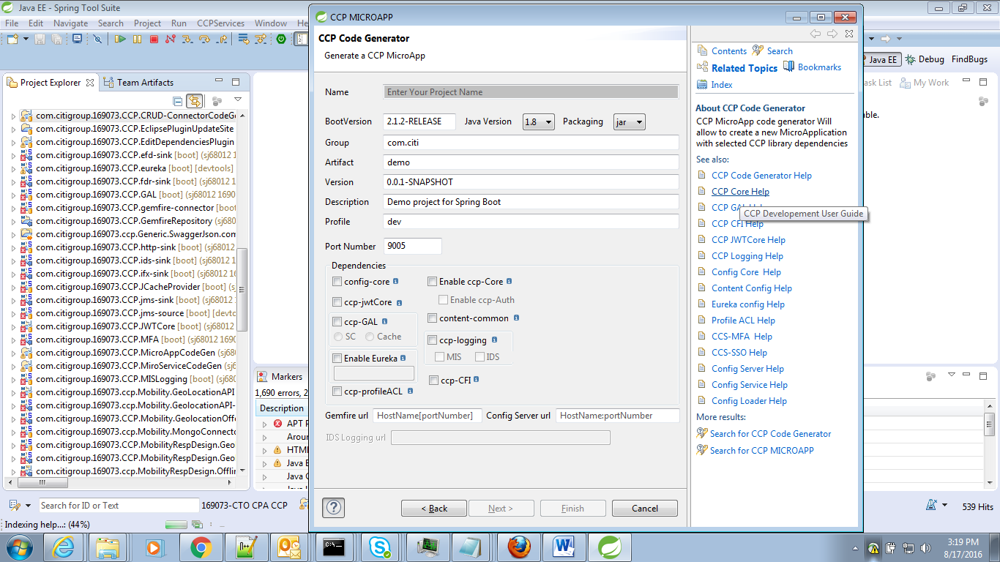 Java EE - Spring Tool Suite
File Edit Navigate Search Project Run CCPServices Window He
Java EE Debug FindBugs
Project Explorer Team Artifacts
com.citigroup.169073.CCP.CRUD-ConnectorCodeGe
com.citigroup.169073.CCP.EclipsePluginUpdateSite
com.citigroup.169073.CCP.EditDependenciesPlugin
com.citigroup.169073.CCP.efd-sink [boot] (sj68012 1
com.citigroup.169073.CCP.eureka [boot] [devtools]
com.citigroup.169073.CCP.fdr-sink [boot] (sj68012 1
com.citigroup.169073.CCP.GAL [boot] (sj68012 1690
com.citigroup.169073.CCP.gemfire-connector [boot
com.citigroup.169073.CCP.GemfireRepository (sj680
com.citigroup.169073.ccp.Generic.SwaggerJson.com
com.citigroup.169073.CCP.http-sink [boot] (sj68012
com.citigroup.169073.CCP.ids-sink [boot] (sj68012 1
com.citigroup.169073.CCP.ifx-sink [boot] (sj68012 1
com.citigroup.169073.CCP.JCacheProvider [boot] (sj
com.citigroup.169073.CCP.jms-sink [boot] (sj68012
com.citigroup.169073.CCP.jms-source [boot] [devto
com.citigroup.169073.CCP.JWTCore [boot] (sj68012
com.citigroup.169073.CCP.MFA [boot] (sj68012 1690
com.citigroup.169073.CCP.MicroAppCodeGen (sj680
com.citigroup.169073.CCP.MiroServiceCodeGen (sj6
com.citigroup.169073.CCP.MISLogging [boot] (sj680
com.citigroup.169073.ccp.Mobility.GeoLocationAPI
com.citigroup.169073.ccp.Mobility.GeolocationAPI-
com.citigroup.169073.ccp.Mobility.GeolocationOffe
com.citigroup.169073.ccp.Mobility.MongoConnecto
com.citigroup.169073.ccp.MobilityRespDesign.Geo
com.citigroup.169073.ccp.MobilityRespDesign.Geo
com.citigroup.169073.ccp.MobilityRespDesign.Offlin
Search for ID or Text 169073-CTO CPA CCP
Indexing help...: (44%)
Markers
1,690 errors, 2
Description
APT P
Aroun
HTML
Java B
Java C
CCP MICROAPP
CCP Code Generator
Generate a CCP MicroApp
Name Enter Your Project Name
BootVersion 2.1.2-RELEASE Java Version 1.8 Packaging jar
Group com.citi
Artifact demo
Version 0.0.1-SNAPSHOT
Description Demo project for Spring Boot
Profile dev
Port Number 9005
Dependencies
config-core Enable ccp-Core
ccp-jwtCore Enable ccp-Auth
ccp-GAL content-common
SC Cache ccp-logging
Enable Eureka MIS IDS
ccp-CFI
ccp-profileACL
Gemfire url HostName[portNumber] Config Server url HostName:portNumber
IDS Logging url
< Back Next > Finish Cancel
Contents Search
Related Topics Bookmarks
Index
About CCP Code Generator
CCP MicroApp code generator Will
allow to create a new MicroApplication
with selected CCP library dependencies
See also:
CCP Code Generator Help
CCP Core Help
CCP GAL Help
CCP Developement User Guide
CCP CFI Help
CCP JWTCore Help
CCP Logging Help
Config Core Help
Content Config Help
Eureka config Help
Profile ACL Help
CCS-MFA Help
CCS-SSO Help
Config Server Help
Config Service Help
Config Loader Help
More results:
Search for CCP Code Generator
Search for CCP MICROAPP
ask List My Work
able.
539 Hits
3:19 PM
8/17/2016